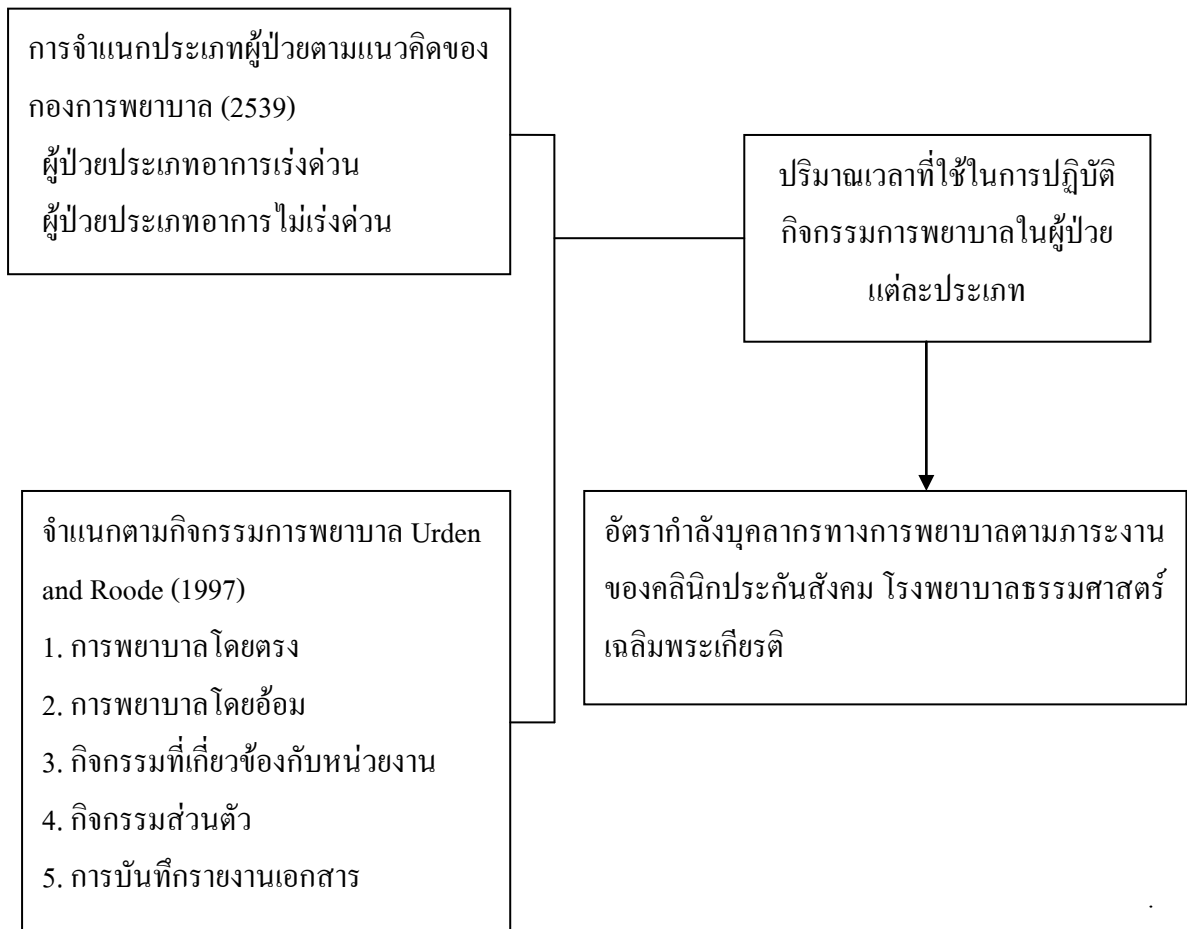 การจำแนกประเภทผู้ป่วยตามแนวคิดของ
กองการพยาบาล (2539)
ผู้ป่วยประเภทอาการเร่งด่วน
ผู้ป่วยประเภทอาการไม่เร่งด่วน
ปริมาณเวลาที่ใช้ในการปฏิบัติ
กิจกรรมการพยาบาลในผู้ป่วย
แต่ละประเภท
จำแนกตามกิจกรรมการพยาบาล Urden
and Roode (1997)
1. การพยาบาลโดยตรง
2. การพยาบาลโดยอ้อม
3. กิจกรรมที่เกี่ยวข้องกับหน่วยงาน
4. กิจกรรมส่วนตัว
5. การบันทึกรายงานเอกสาร
อัตรากำลังบุคลากรทางการพยาบาลตามภาระงาน
ของคลินิกประกันสังคม โรงพยาบาลธรรมศาสตร์
เฉลิมพระเกียรติ
.